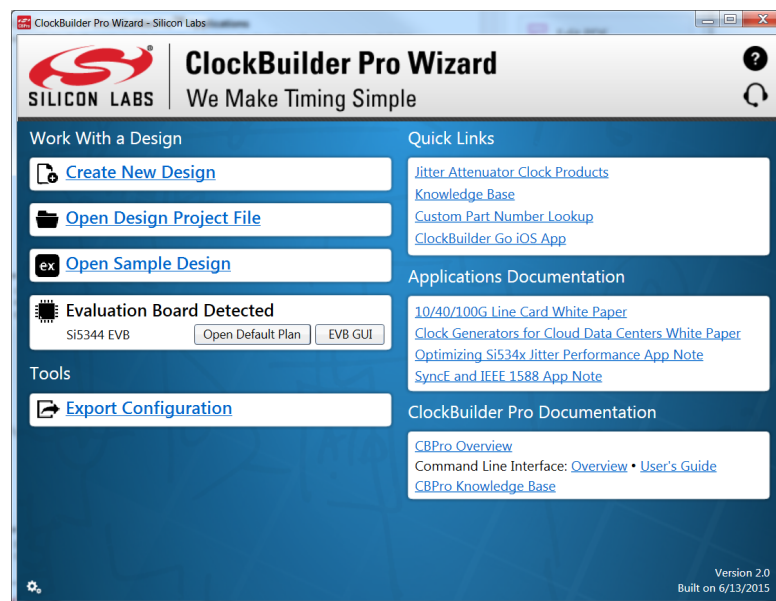 ClockBuilder Pro Wizard - Silicon Labs
SILICON LABS
ClockBuilder Pro Wizard
We Make Timing Simple
?
Work With a Design
Create New Design
Open Design Project File
ex Open Sample Design
Evaluation Board Detected
Si5344 EVB Open Default Plan EVB GUI
Tools
Export Configuration
Quick Links
Jitter Attenuator Clock Products
Knowledge Base
Custom Part Number Lookup
ClockBuilder Go iOS App
Applications Documentation
10/40/100G Line Card White Paper
Clock Generators for Cloud Data Centers White Paper
Optimizing Si534x Jitter Performance App Note
SyncE and IEEE 1588 App Note
ClockBuilder Pro Documentation
CBPro Overview
Command Line Interface: Overview • User's Guide
CBPro Knowledge Base
Version 2.0
Built on 6/13/2015